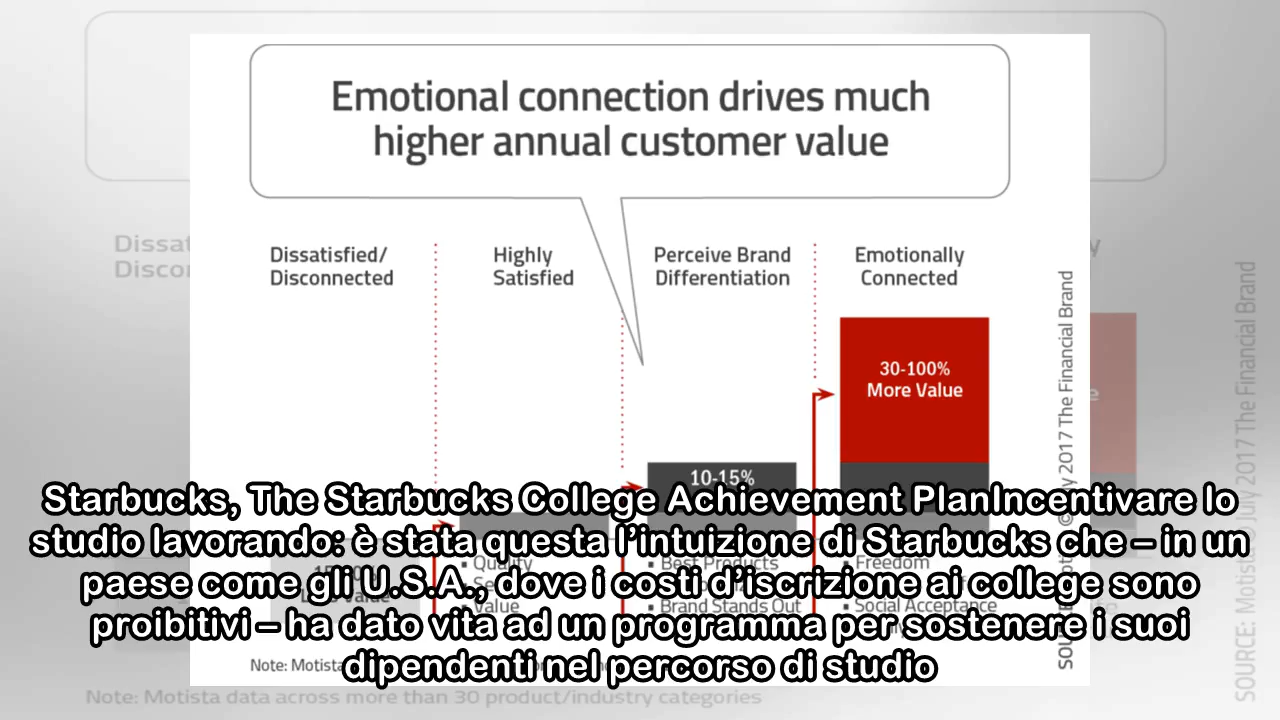 Emotional connection drives much
higher annual customer value
Dissatisfied/
Disconnected
Highly
Satisfied
Perceive Brand
Differentiation
Emotionally
Connected
30-100%
More Value
10-15%
▪ Quality
▪ Value
▪ Best Products
▪ Brand Stands Out
▪ Freedom
▪ Social Acceptance
Starbucks, The Starbucks College Achievement PlanIncentivare lo
studio lavorando: è stata questa l'intuizione di Starbucks che – in un
paese come gli U.S.A., dove i costi d'iscrizione ai college sono
proibitivi – ha dato vita ad un programma per sostenere i suoi
dipendenti nel percorso di studio
Note: Motista
2017 The Financial Brand
Note: Motista data across more than 30 product/industry categories
SOURCE: Motista © July 2017 The Financial Brand